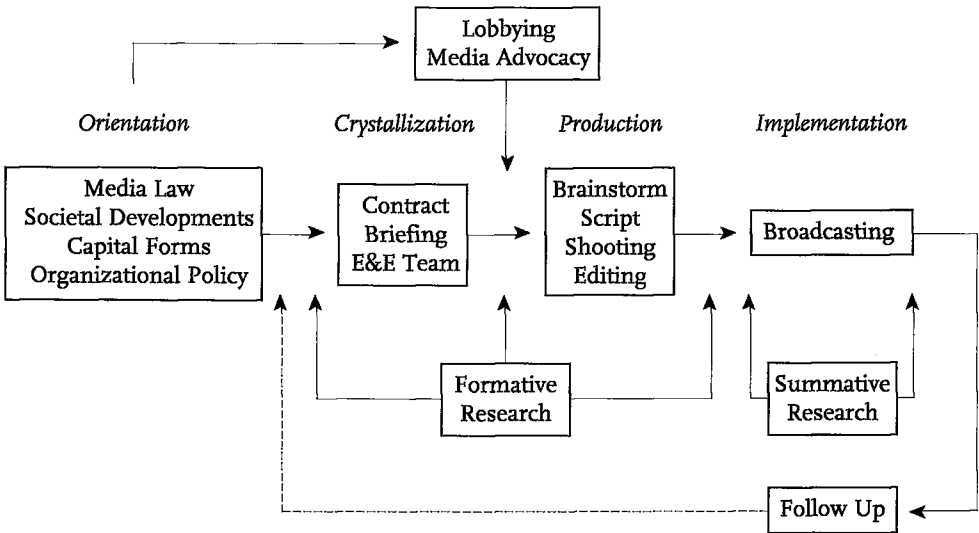 Lobbying
Media Advocacy
Orientation
Crystallization
Production
Implementation
Media Law
Societal Developments
Capital Forms
Organizational Policy
Contract
Briefing
E&E Team
Brainstorm
Script
Shooting
Editing
Broadcasting
Formative
Research
Summative
Research
Follow Up